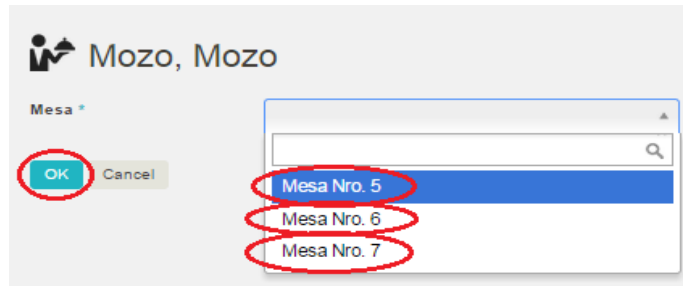 Mozo, Mozo
Mesa *
OK Cancel
Mesa Nro. 5
Mesa Nro. 6
Mesa Nro. 7